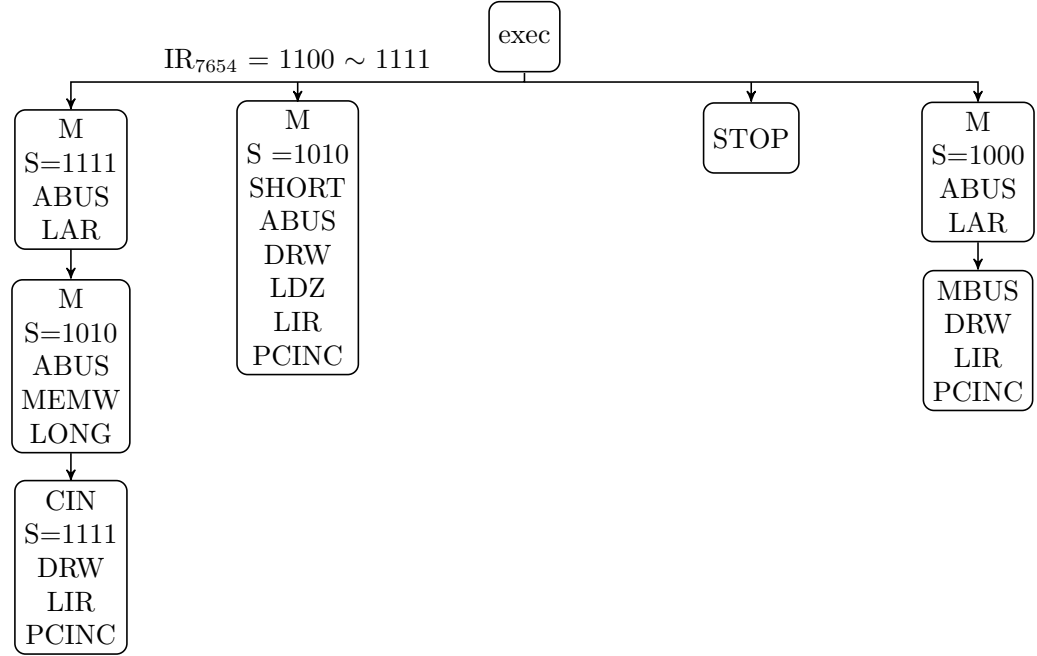 exec
IR₇₆₅₄ = 1100 ∼ 1111
M
S=1111
ABUS
LAR
M
S=1010
ABUS
MEMW
LONG
CIN
S=1111
DRW
LIR
PCINC
M
S =1010
SHORT
ABUS
DRW
LDZ
LIR
PCINC
STOP
M
S=1000
ABUS
LAR
MBUS
DRW
LIR
PCINC